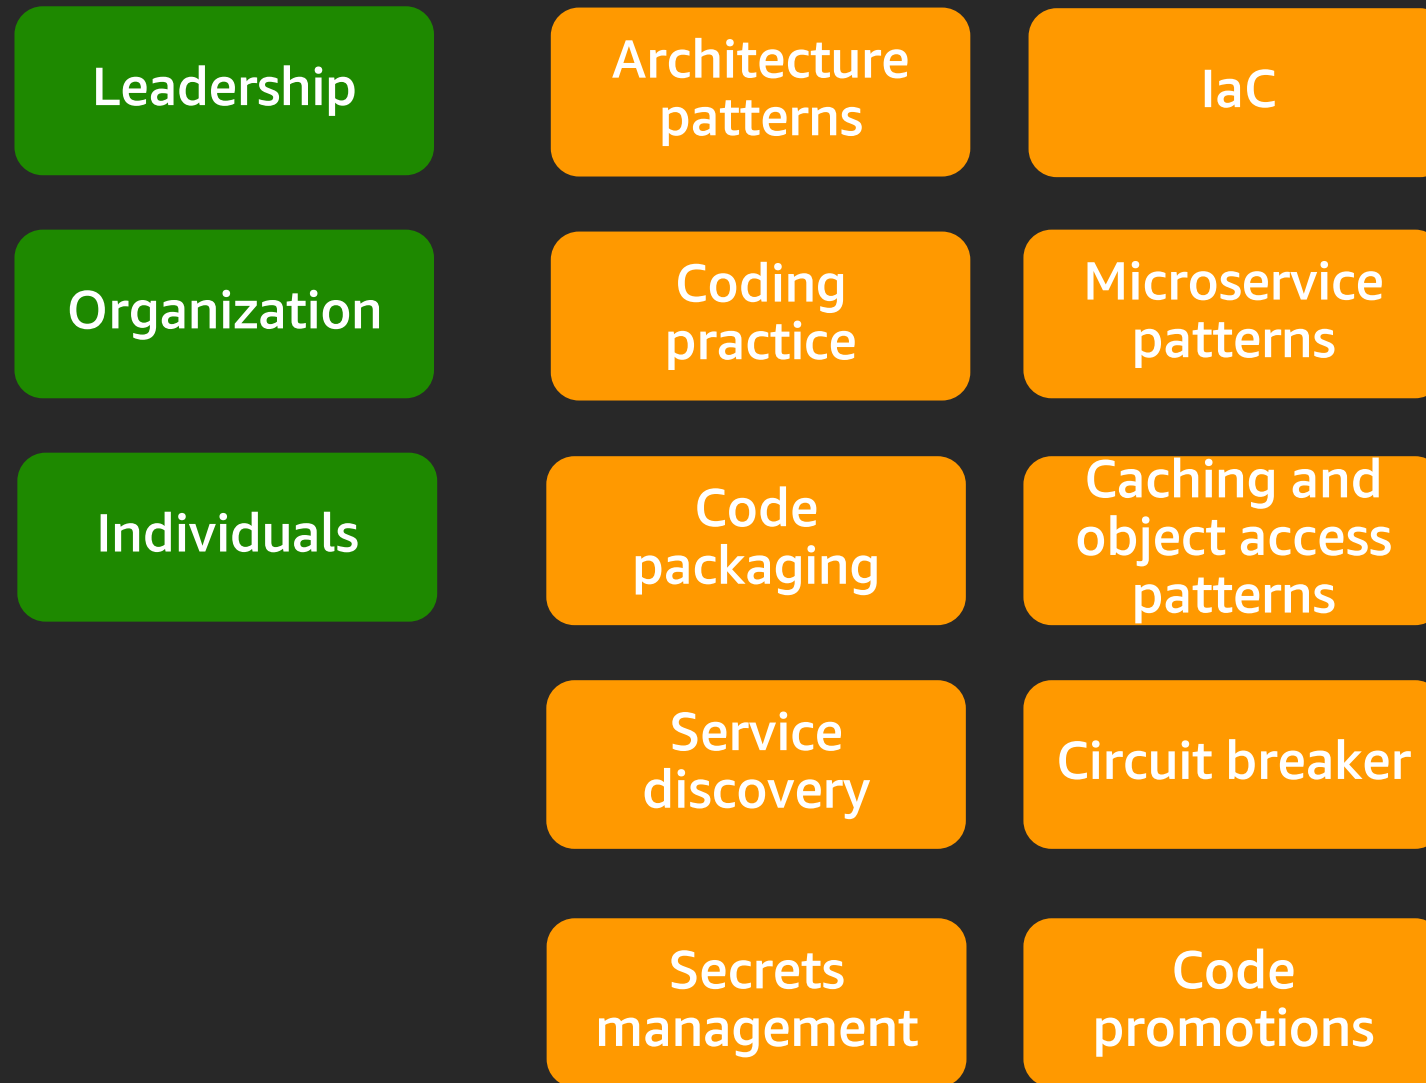 Leadership
Architecture
patterns
IaC
Organization
Coding
practice
Microservice
patterns
Individuals
Code
packaging
Caching and
object access
patterns
Service
discovery
Circuit breaker
Secrets
management
Code
promotions